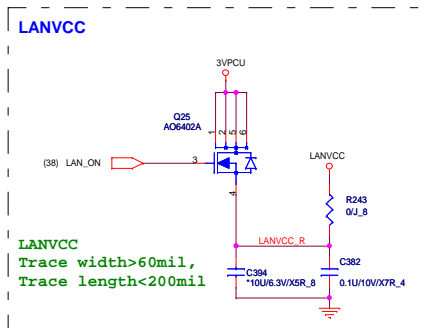 LANVCC
3VPCU
Q25
AO6402A
1
2
5
6
(38) LAN_ON
3
4
LANVCC
R243
0/J_8
LANVCC_R
LANVCC
Trace width>60mil,
Trace length<200mil
C394
*10U/6.3V/X5R_8
C382
0.1U/10V/X7R_4